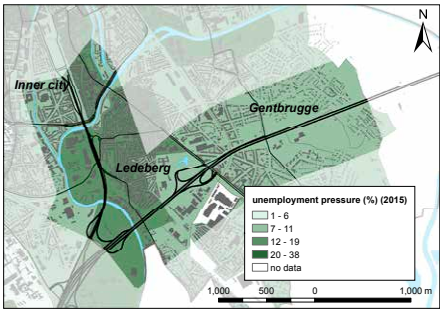 N
Inner city
Gentbrugge
Ledeberg
unemployment pressure (%) (2015)
1 - 6
7 - 11
12 - 19
20 - 38
no data
1,000 500 0 1,000 m